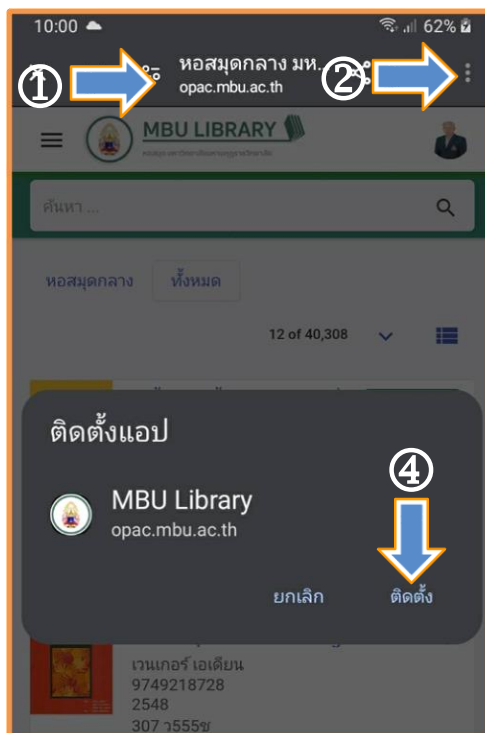 10:00 62%
① หอสมุดกลาง มห... ②
opac.mbu.ac.th
MBU LIBRARY
ค้นหา ...
หอสมุดกลาง ทั้งหมด
12 of 40,308
ติดตั้งแอป
④
MBU Library
opac.mbu.ac.th
ยกเลิก ติดตั้ง
เวนเกอร์ เอเตียน
9749218728
2548
307 ว555ช